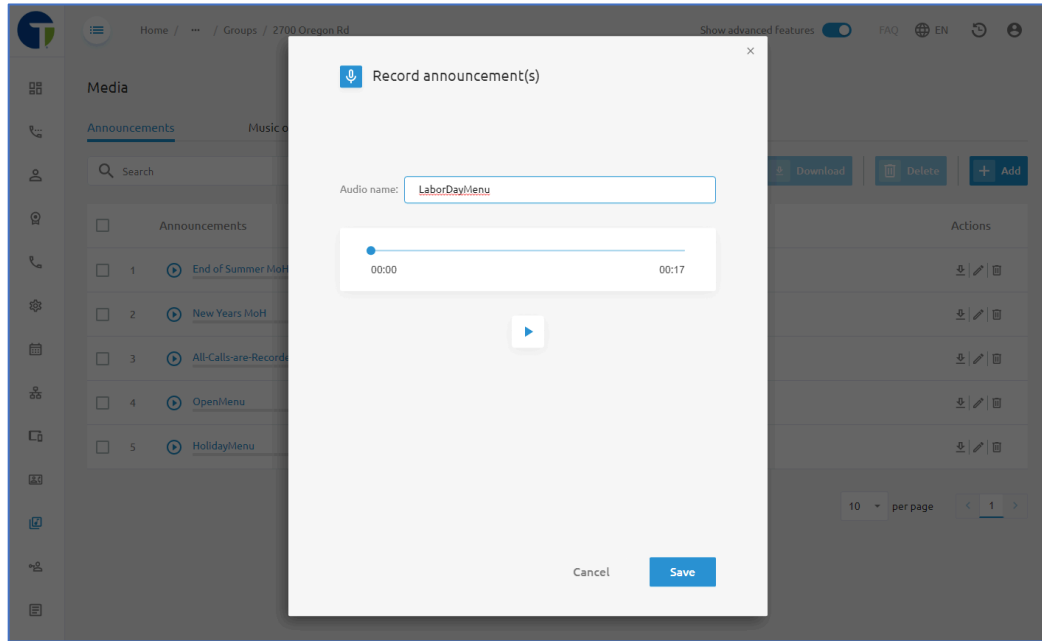 Home / ··· / Groups / 2700 Oregon Rd
Show advanced features
FAQ
EN
Media
Announcements
Music o
Search
Download
Delete
+ Add
Announcements
Actions
1 End of Summer MoH
2 New Years MoH
3 All-Calls-are-Recorde
4 OpenMenu
5 HolidayMenu
10 per page
< 1 >
×
Record announcement(s)
Audio name: LaborDayMenu
00:00 00:17
Cancel Save